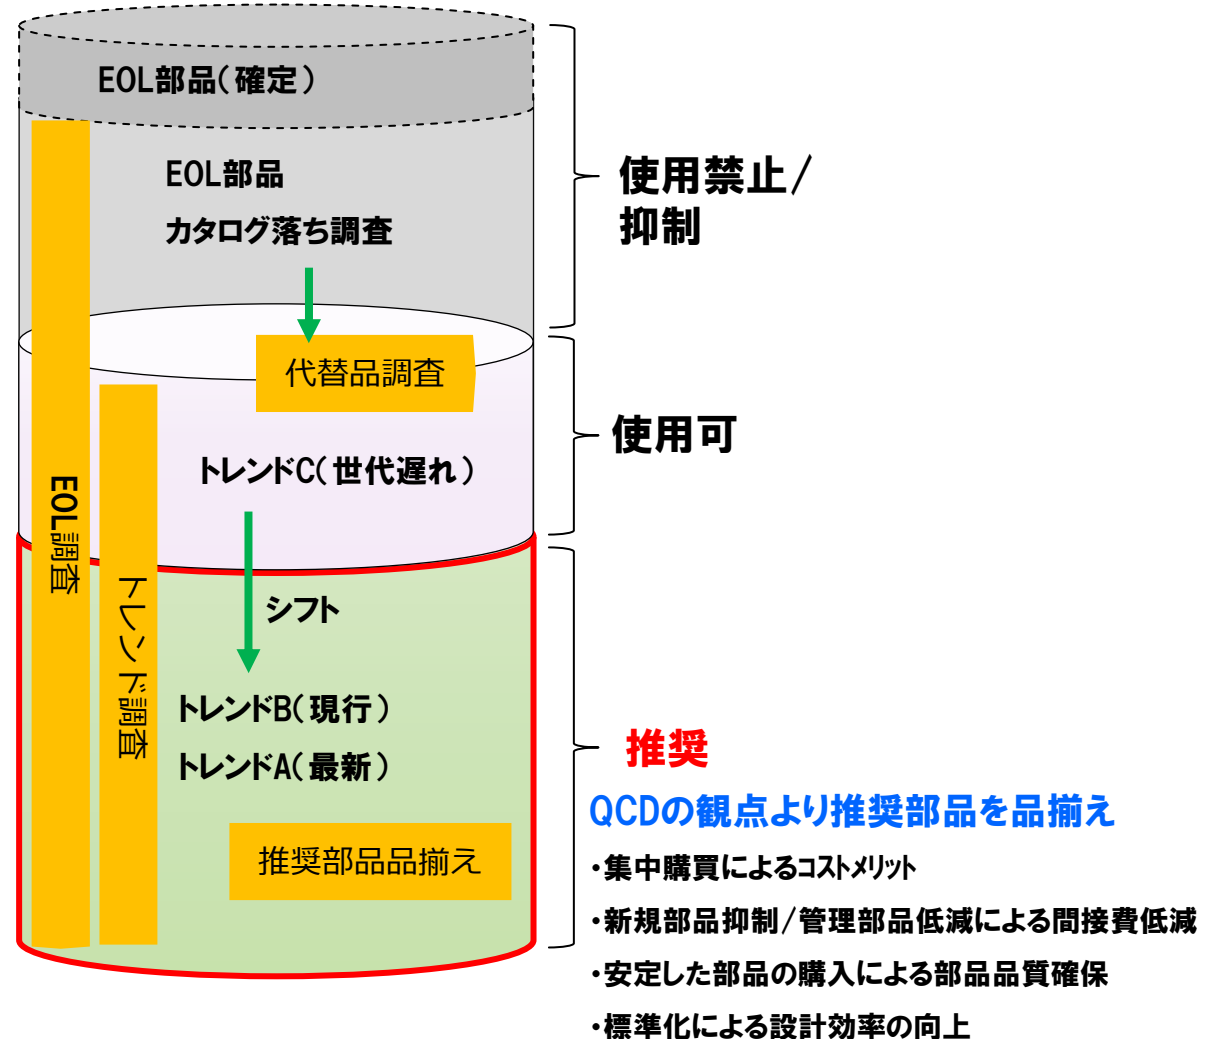 EOL部品(確定)
EOL部品
カタログ落ち調査
使用禁止/
抑制
代替品調査
使用可
トレンドC(世代遅れ)
EOL調査
トレンド調査
シフト
トレンドB(現行)
トレンドA(最新)
推奨部品品揃え
推奨
QCDの観点より推奨部品を品揃え
・集中購買によるコストメリット
・新規部品抑制/管理部品低減による間接費低減
・安定した部品の購入による部品品質確保
・標準化による設計効率の向上